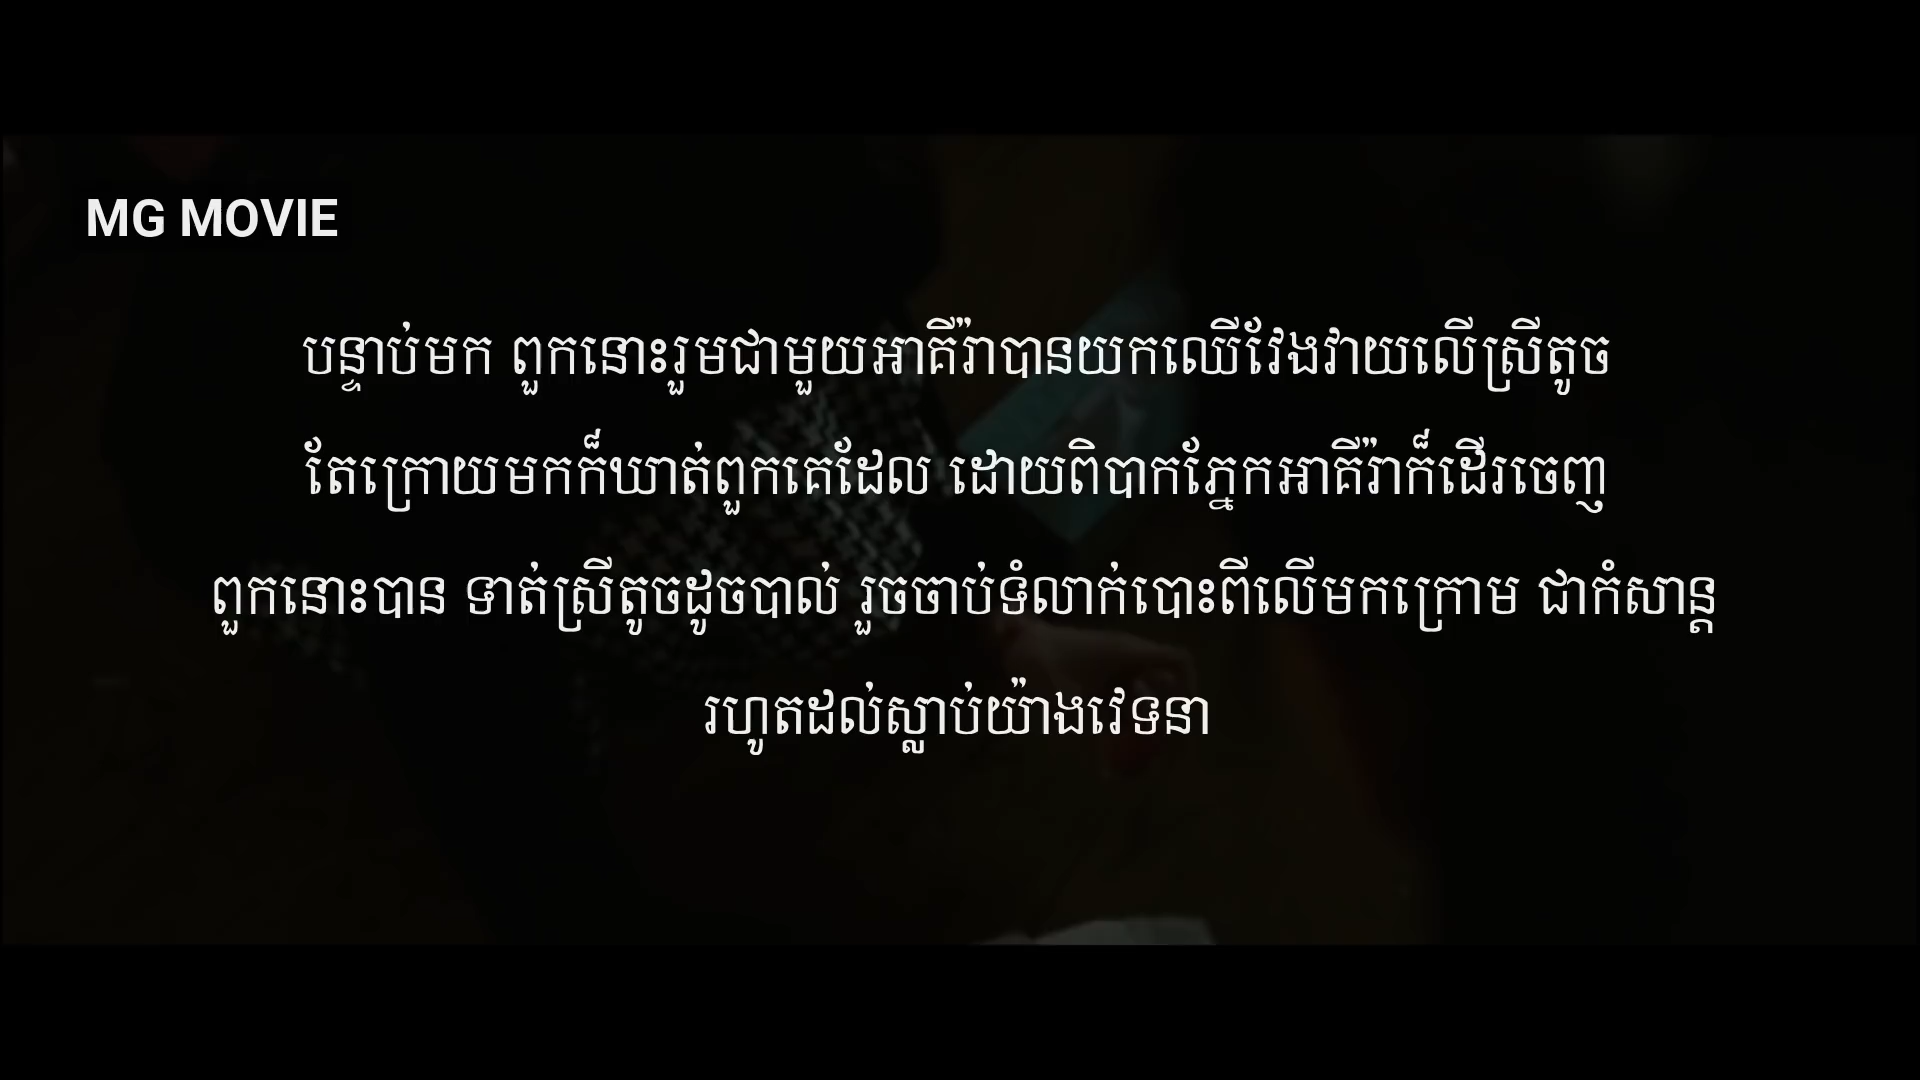 MG MOVIE
បន្ទាប់មក ពួកនោះរួមជាមួយអាគីរ៉ាបានយកឈើវែងវាយលើស្រីតូច
តែក្រោយមកក៏ឃាត់ពួកគេដែល ដោយពិបាកភ្នែកអាគីរ៉ាក៏ដើរចេញ
ពួកនោះបាន ទាត់ស្រីតូចដូចបាល់ រួចចាប់ទំលាក់បោះពីលើមកក្រោម ជាកំសាន្ត
រហូតដល់ស្លាប់យ៉ាងវេទនា